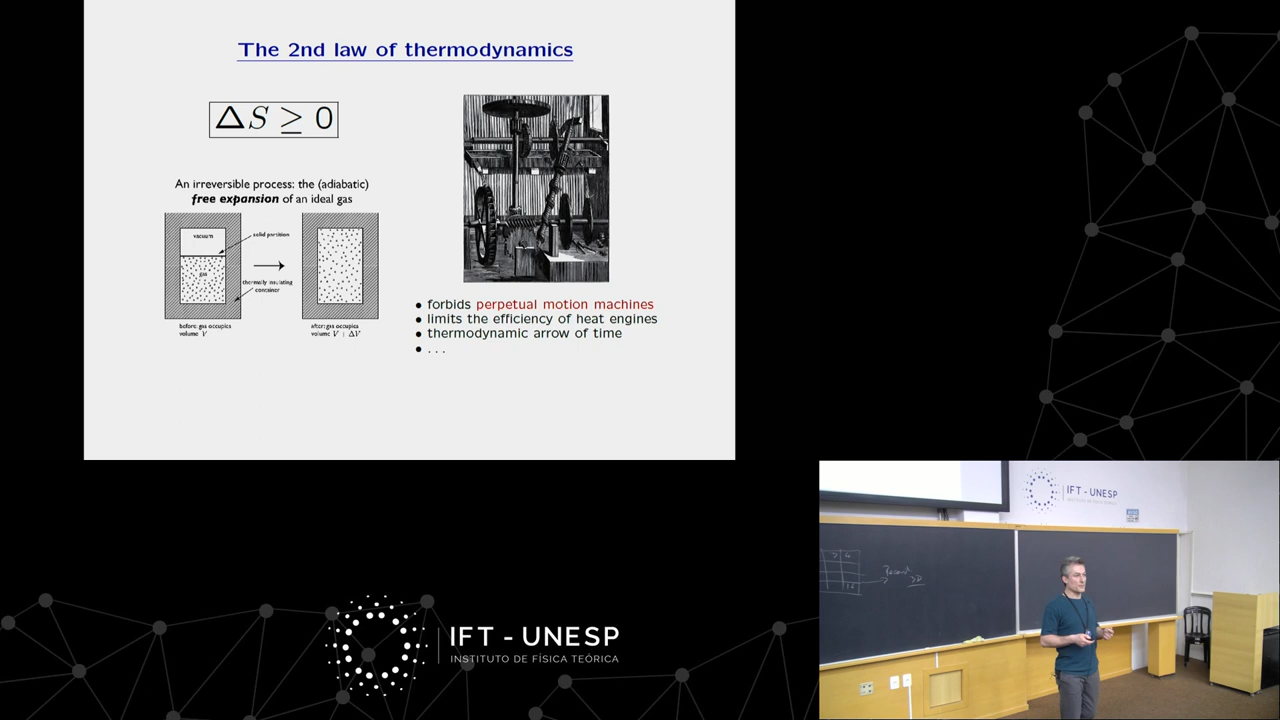 The 2nd law of thermodynamics
ΔS ≥ 0
An irreversible process: the (adiabatic)
free expansion of an ideal gas
vacuum
solid partition
gas
thermally insulating
container
before: gas occupies
volume V
after: gas occupies
volume V + ΔV
• forbids perpetual motion machines
• limits the efficiency of heat engines
• thermodynamic arrow of time
• . . .
IFT - UNESP
INSTITUTO DE FÍSICA TEÓRICA
IFT - UNESP